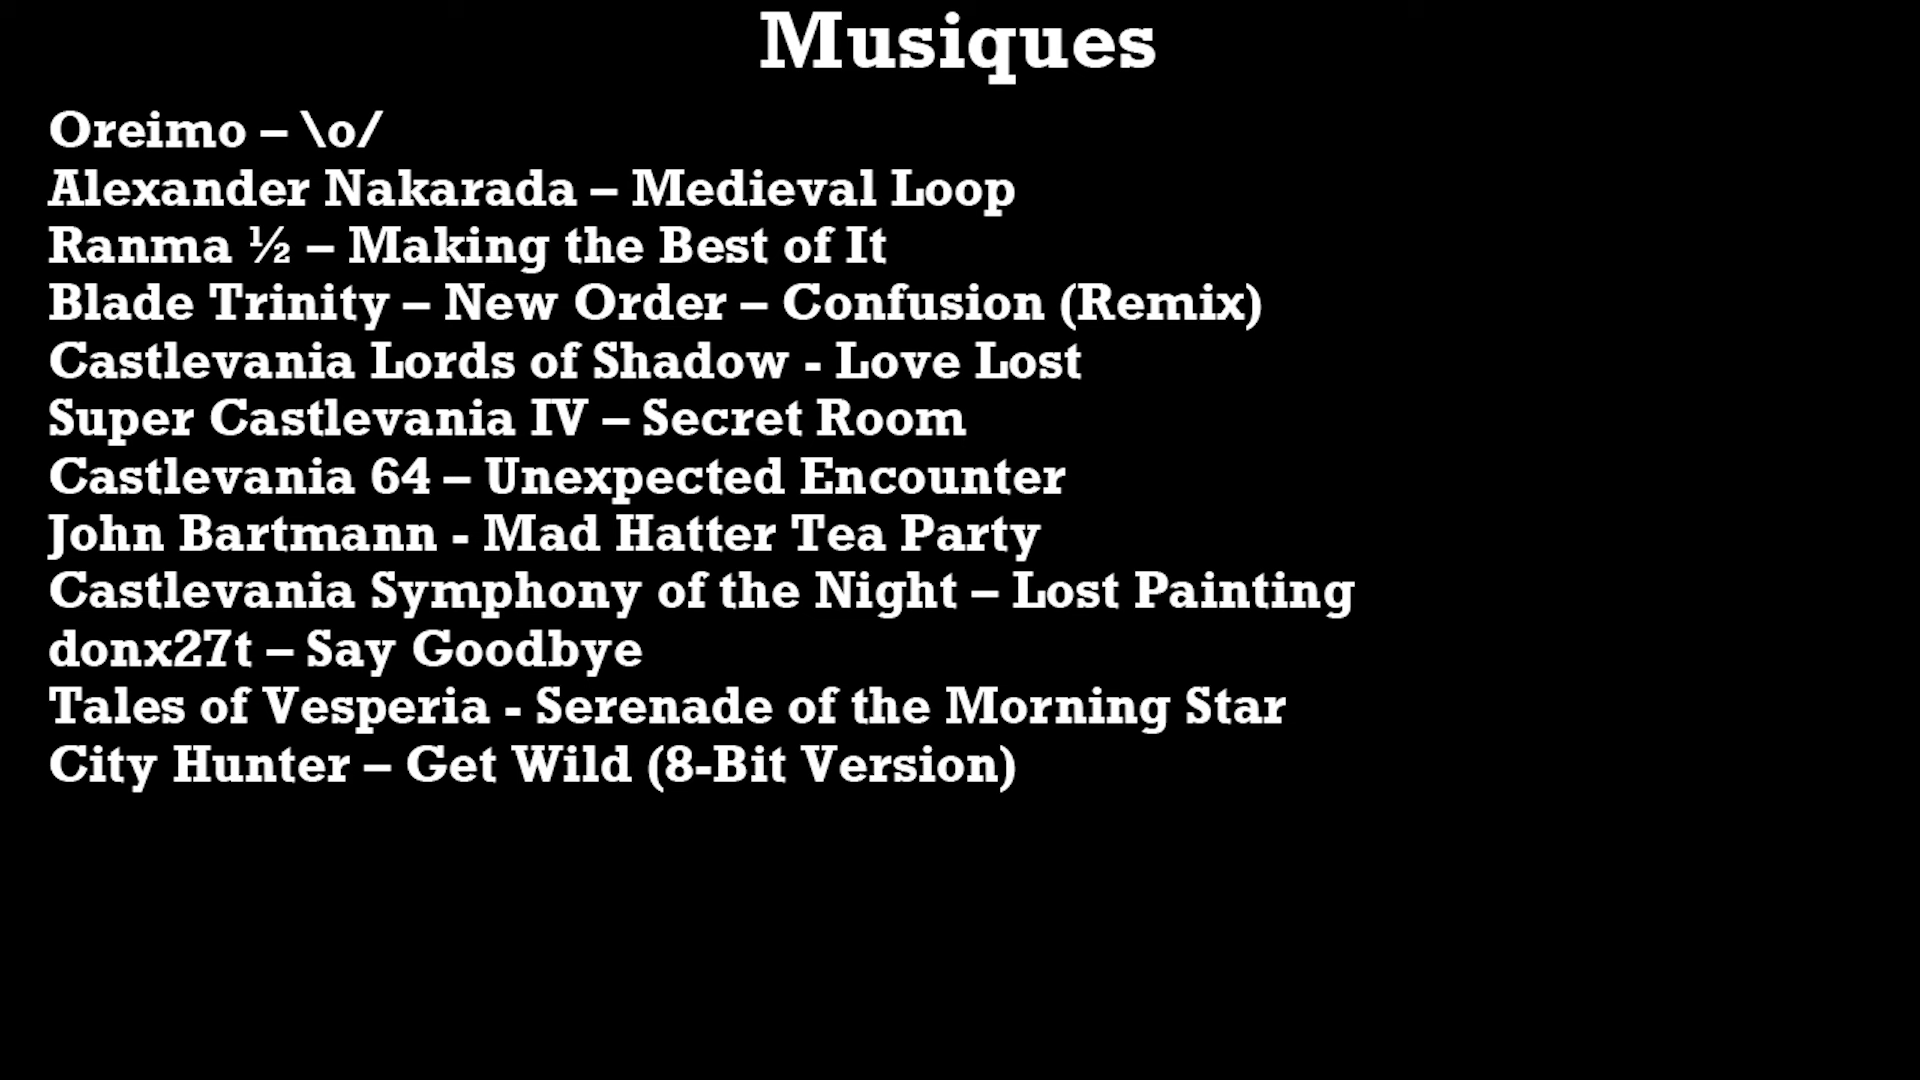 Musiques
Oreimo – \o/
Alexander Nakarada – Medieval Loop
Ranma ½ – Making the Best of It
Blade Trinity – New Order – Confusion (Remix)
Castlevania Lords of Shadow - Love Lost
Super Castlevania IV – Secret Room
Castlevania 64 – Unexpected Encounter
John Bartmann - Mad Hatter Tea Party
Castlevania Symphony of the Night – Lost Painting
donx27t – Say Goodbye
Tales of Vesperia - Serenade of the Morning Star
City Hunter – Get Wild (8-Bit Version)